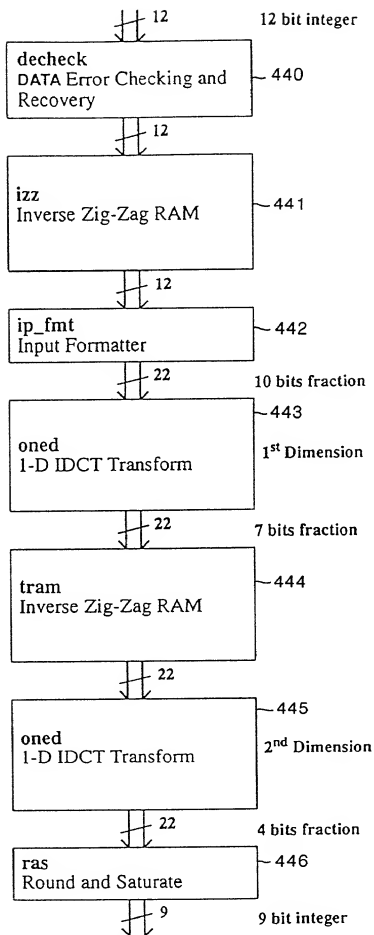 12 12 bit integer
decheck
DATA Error Checking and
Recovery
440
12
izz
Inverse Zig-Zag RAM
441
12
ip_fmt
Input Formatter
442
22 10 bits fraction
443
oned
1-D IDCT Transform
1st Dimension
22 7 bits fraction
tram
Inverse Zig-Zag RAM
444
22
445
oned
1-D IDCT Transform
2nd Dimension
22 4 bits fraction
ras
Round and Saturate
446
9 9 bit integer